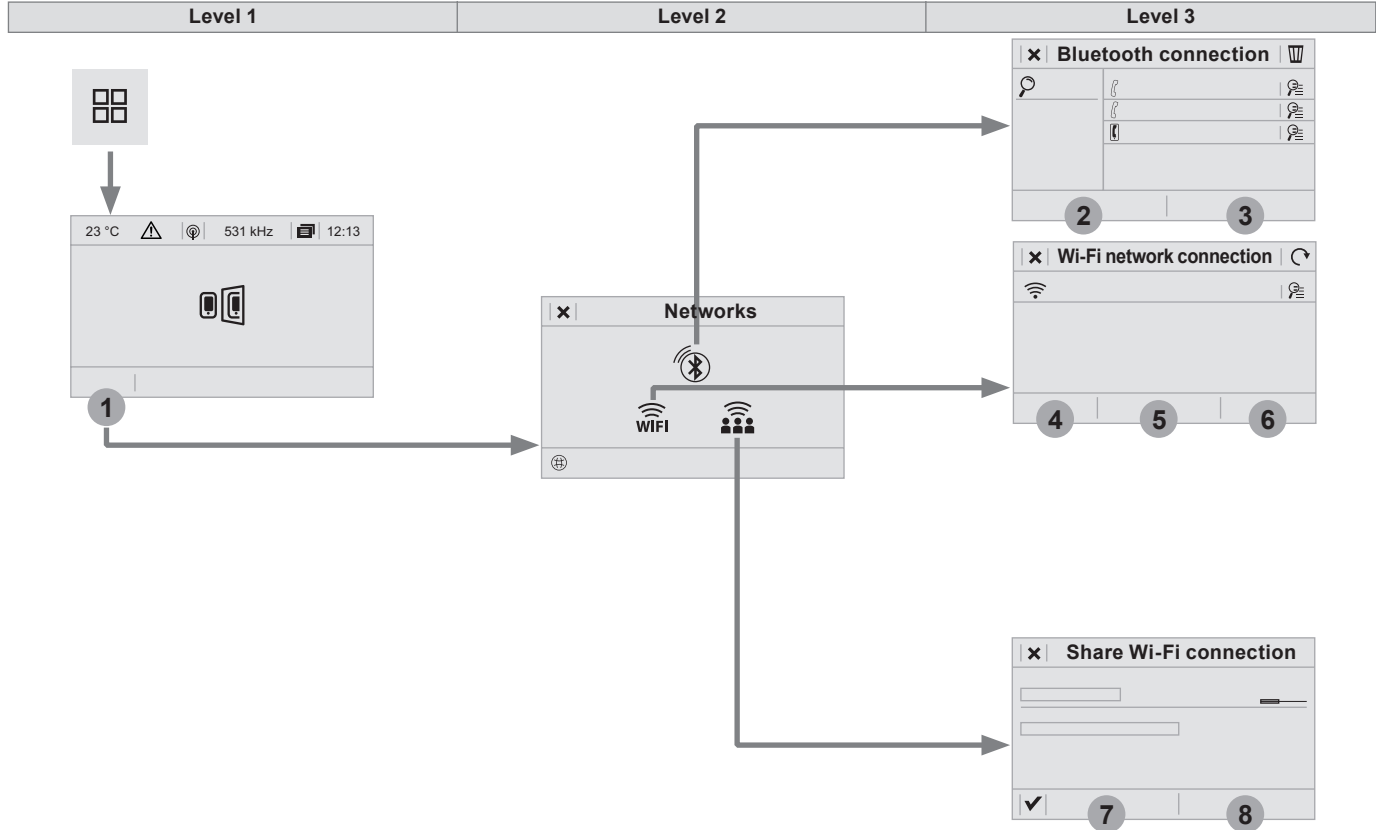 Level 1 Level 2 Level 3
Bluetooth connection
23 °C 531 kHz 12:13
2 3
Wi-Fi network connection
Networks
1
WIFI
4 5 6
Share Wi-Fi connection
7 8